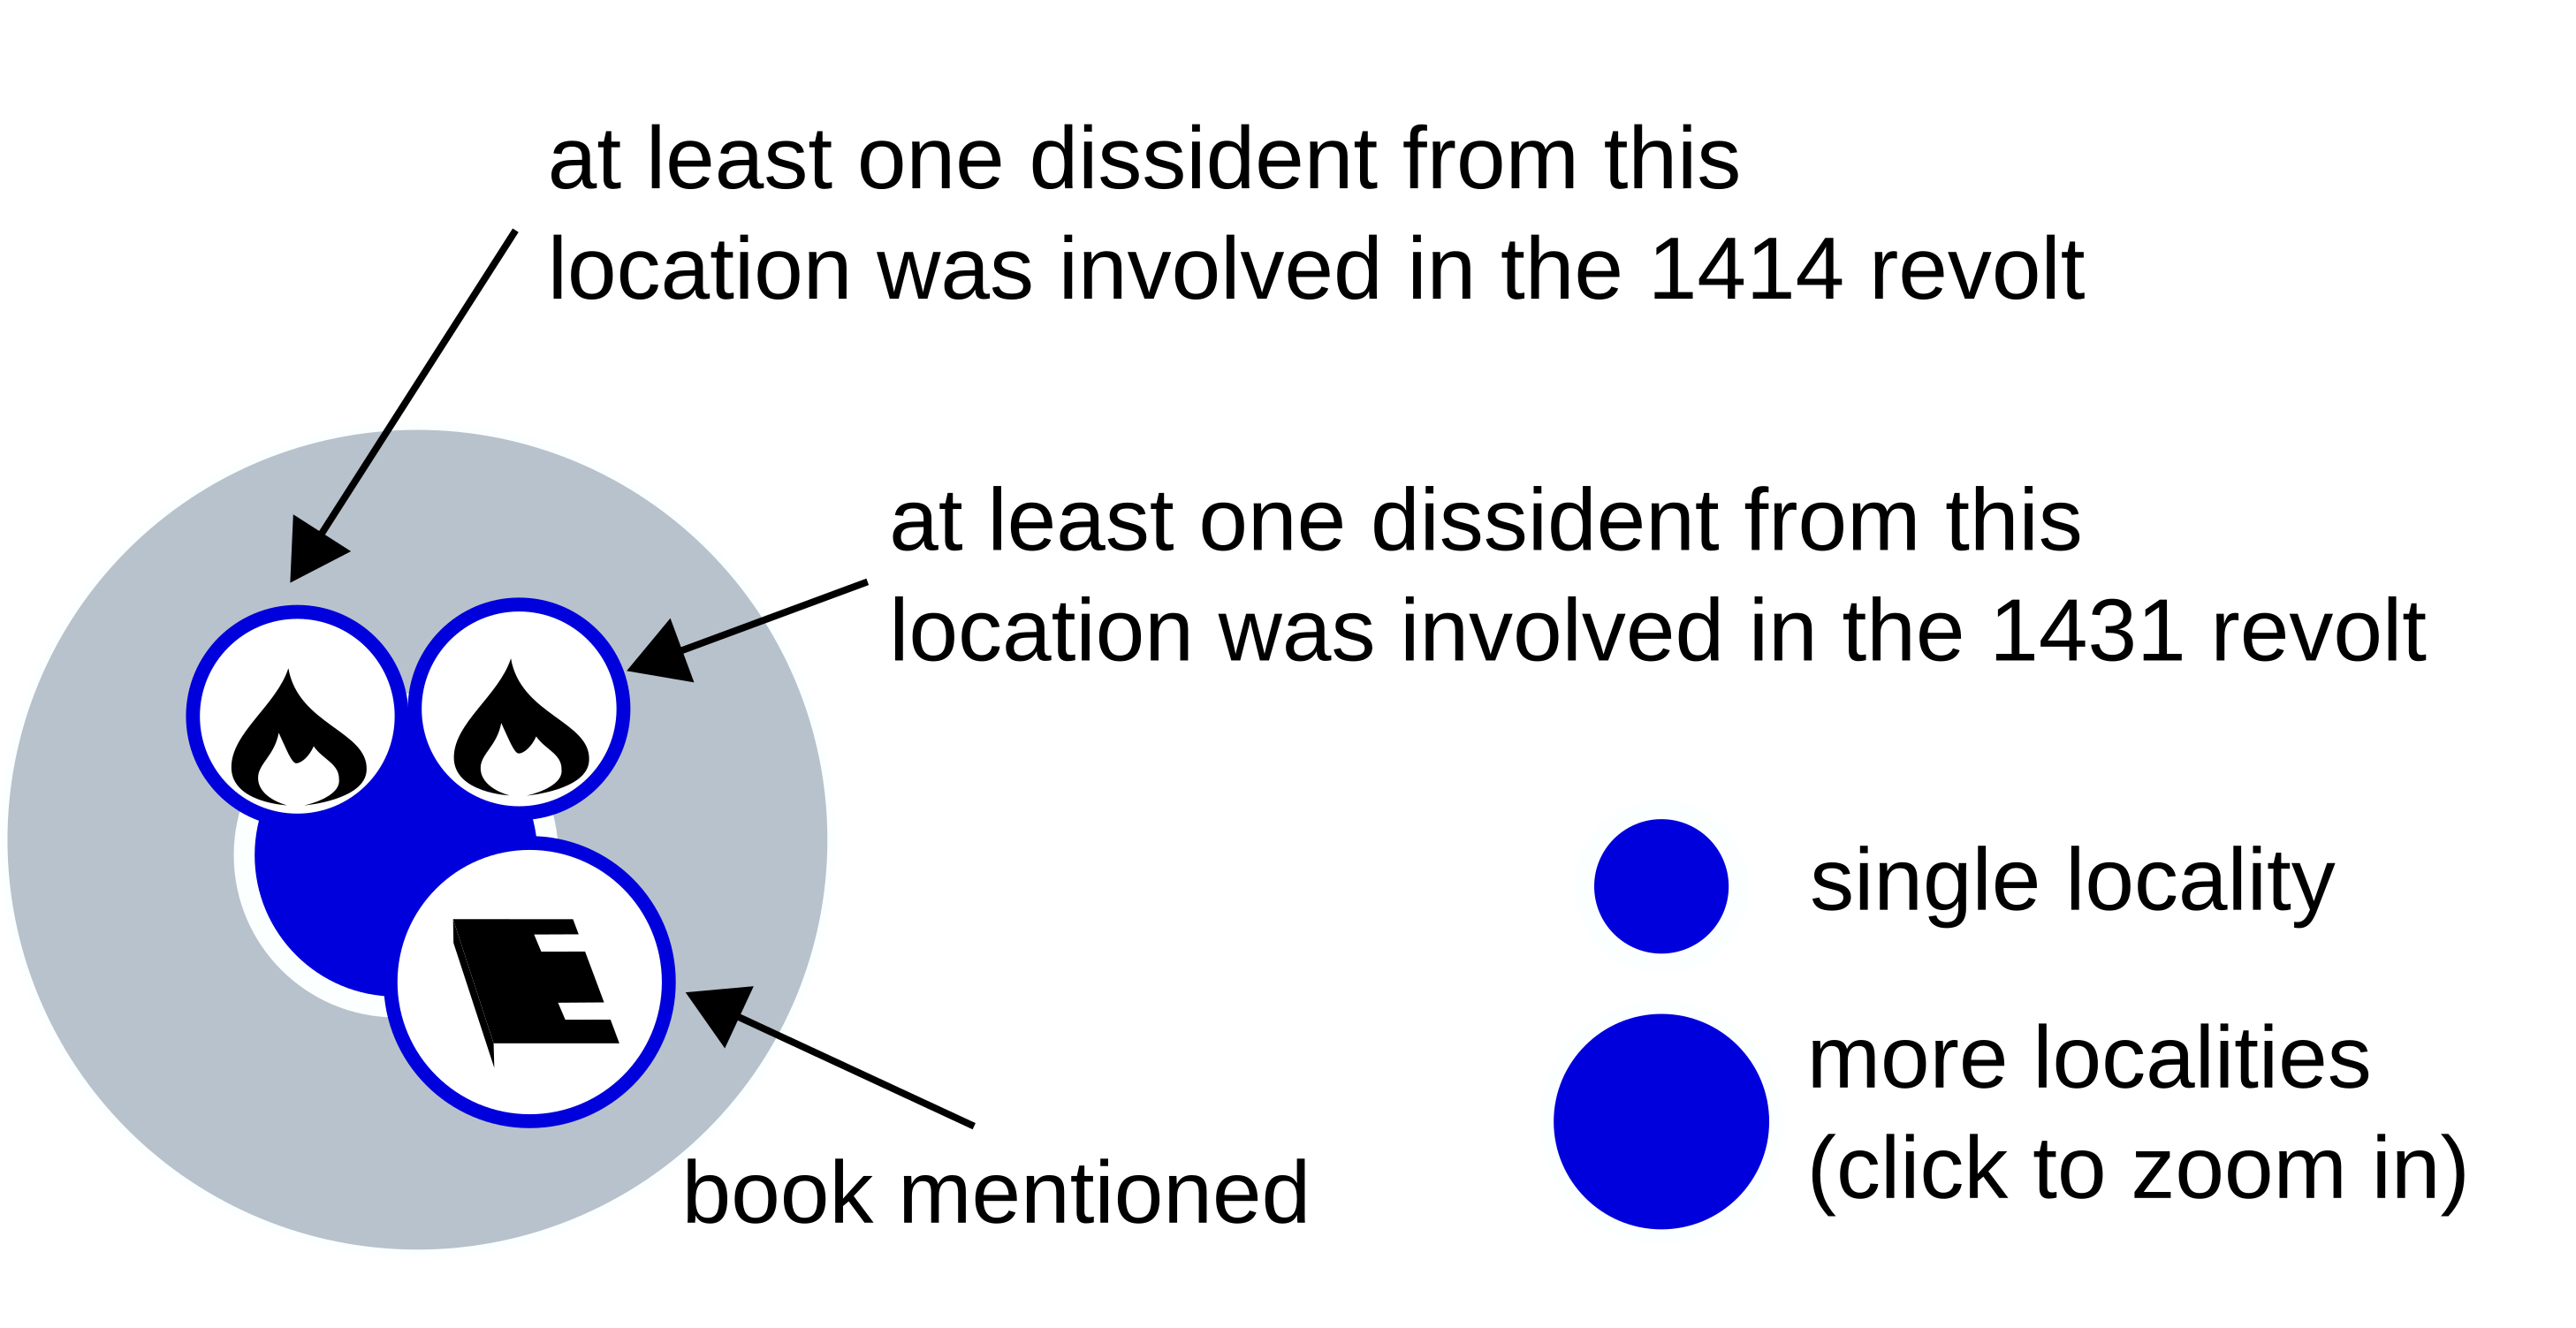 at least one dissident from this
location was involved in the 1414 revolt
at least one dissident from this
location was involved in the 1431 revolt
single locality
more localities
(click to zoom in)
book mentioned